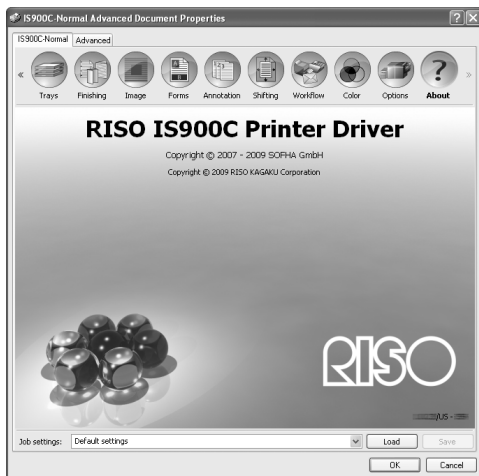 IS900C-Normal Advanced Document Properties
IS900C-Normal Advanced
« Trays Finishing Image Forms Annotation Shifting Workflow Color Options About »
RISO IS900C Printer Driver
Copyright © 2007 - 2009 SOFHA GmbH
Copyright © 2009 RISO KAGAKU Corporation
RISO
/US -
Job settings: Default settings Load Save
OK Cancel